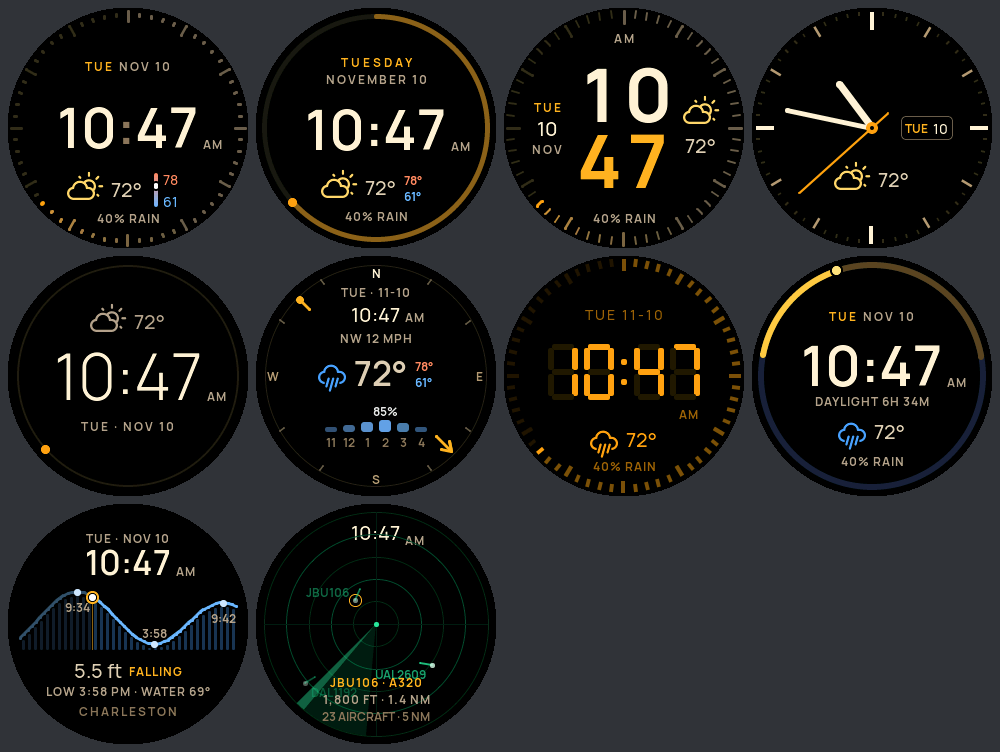 TUE NOV 10
10:47 AM
72° 78
61
40% RAIN
TUESDAY
NOVEMBER 10
10:47 AM
72° 78°
61°
40% RAIN
AM
10
47
TUE
10
NOV
72°
40% RAIN
TUE 10
72°
72°
10:47 AM
TUE · NOV 10
N
TUE · 11-10
10:47 AM
NW 12 MPH
W
72° 78°
61°
E
85%
11 12 1 2 3 4
S
TUE 11-10
10:47
AM
72°
40% RAIN
TUE NOV 10
10:47 AM
DAYLIGHT 6H 34M
72°
40% RAIN
TUE · NOV 10
10:47 AM
9:34
3:58
9:42
5.5 ft FALLING
LOW 3:58 PM · WATER 69°
CHARLESTON
10:47 AM
JBU106
UAL2609
JBU106 · A320
1,800 FT · 1.4 NM
23 AIRCRAFT · 5 NM